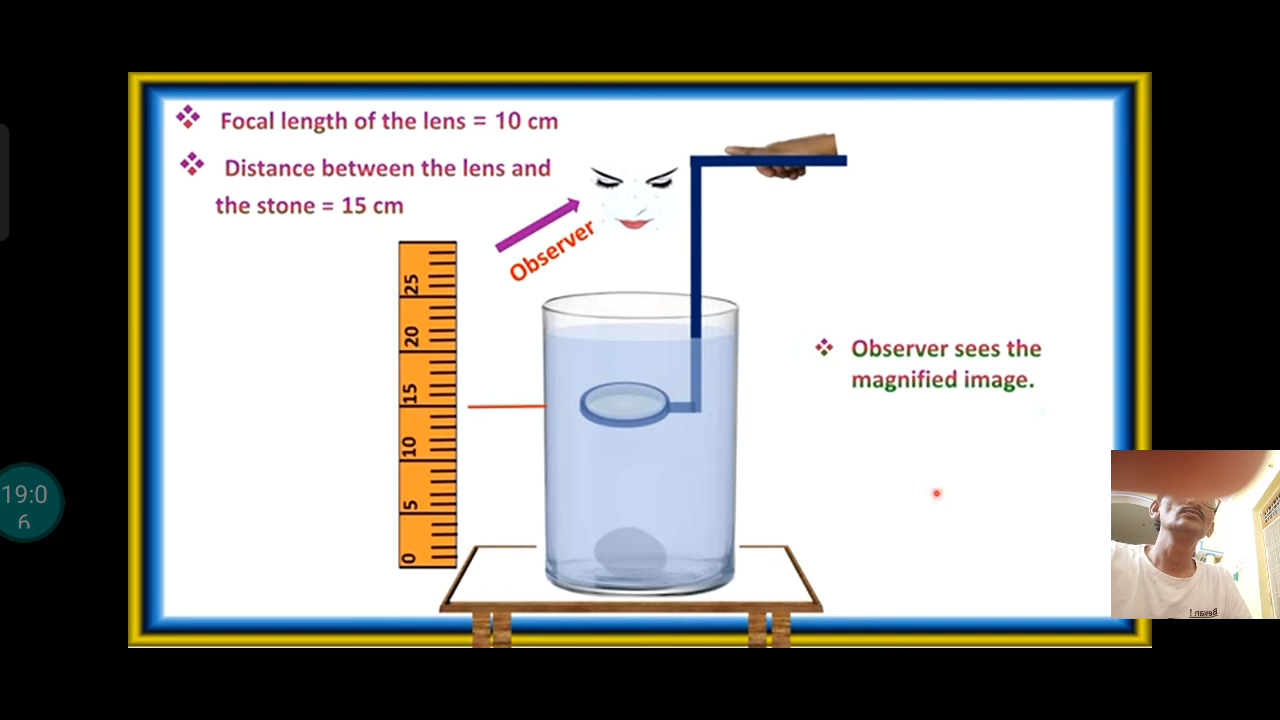 Focal length of the lens = 10 cm
Distance between the lens and
the stone = 15 cm
Observer
25
20
15
10
5
0
Observer sees the
magnified image.
19:0
6
Beware !